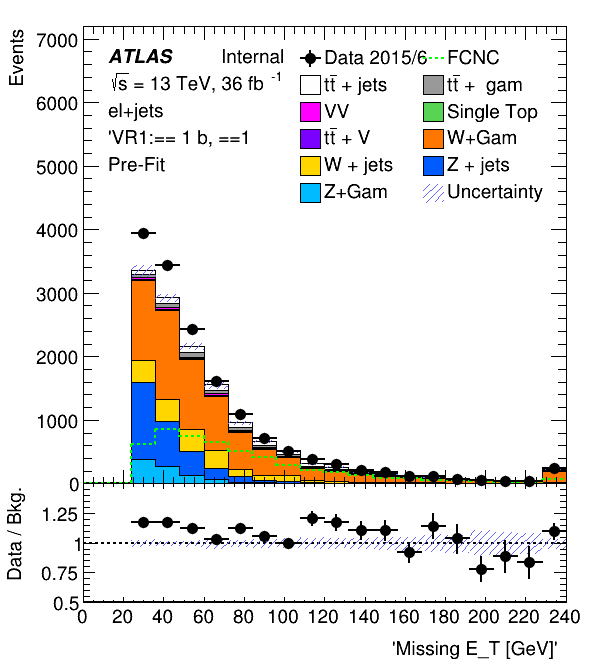 ATLAS Internal
√s = 13 TeV, 36 fb -1
el+jets
'VR1:== 1 b, ==1
Pre-Fit
Data 2015/6 FCNC
tt̄ + jets tt̄ + gam
VV Single Top
tt̄ + V W+Gam
W + jets Z + jets
Z+Gam Uncertainty
Events
7000
6000
5000
4000
3000
2000
1000
0
Data / Bkg.
1.25
1
0.75
0.5
0 20 40 60 80 100 120 140 160 180 200 220 240
'Missing E_T [GeV]'